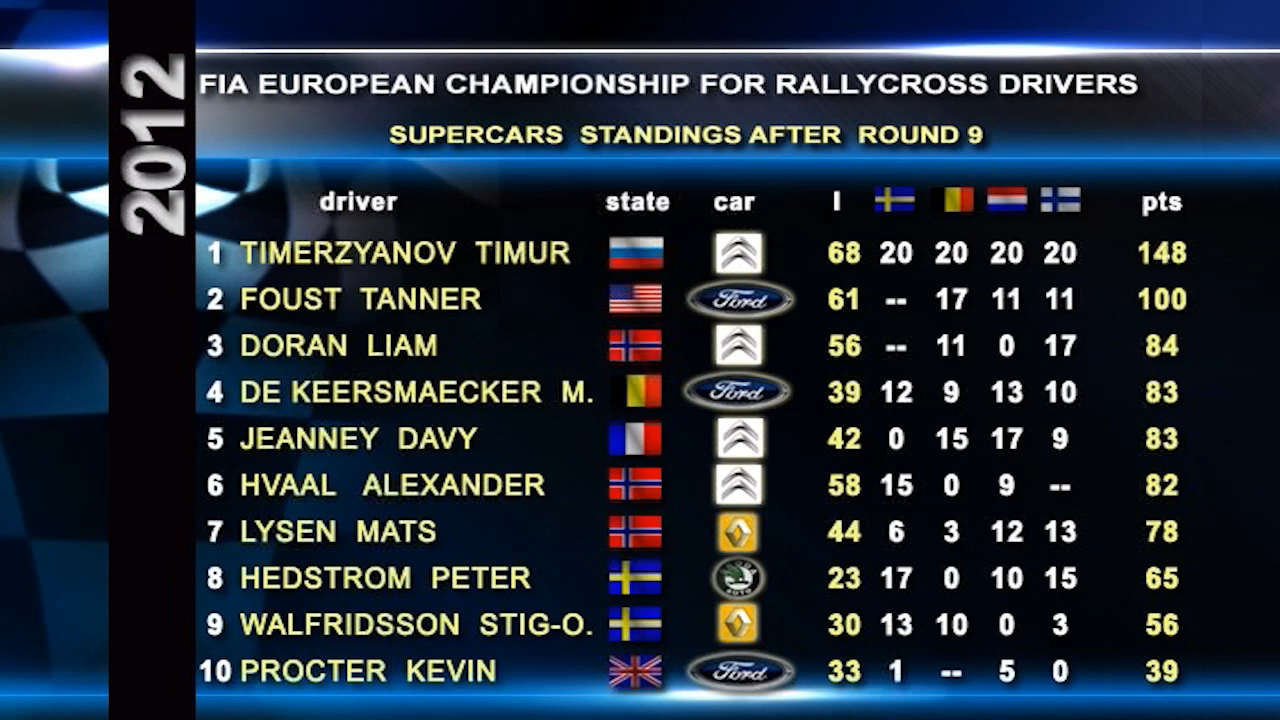 2012
FIA EUROPEAN CHAMPIONSHIP FOR RALLYCROSS DRIVERS
SUPERCARS STANDINGS AFTER ROUND 9
driver state car I pts
1 TIMERZYANOV TIMUR 68 20 20 20 20 148
2 FOUST TANNER Ford 61 -- 17 11 11 100
3 DORAN LIAM 56 -- 11 0 17 84
4 DE KEERSMAECKER M. Ford 39 12 9 13 10 83
5 JEANNEY DAVY 42 0 15 17 9 83
6 HVAAL ALEXANDER 58 15 0 9 -- 82
7 LYSEN MATS 44 6 3 12 13 78
8 HEDSTROM PETER 23 17 0 10 15 65
9 WALFRIDSSON STIG-O. 30 13 10 0 3 56
10 PROCTER KEVIN Ford 33 1 -- 5 0 39